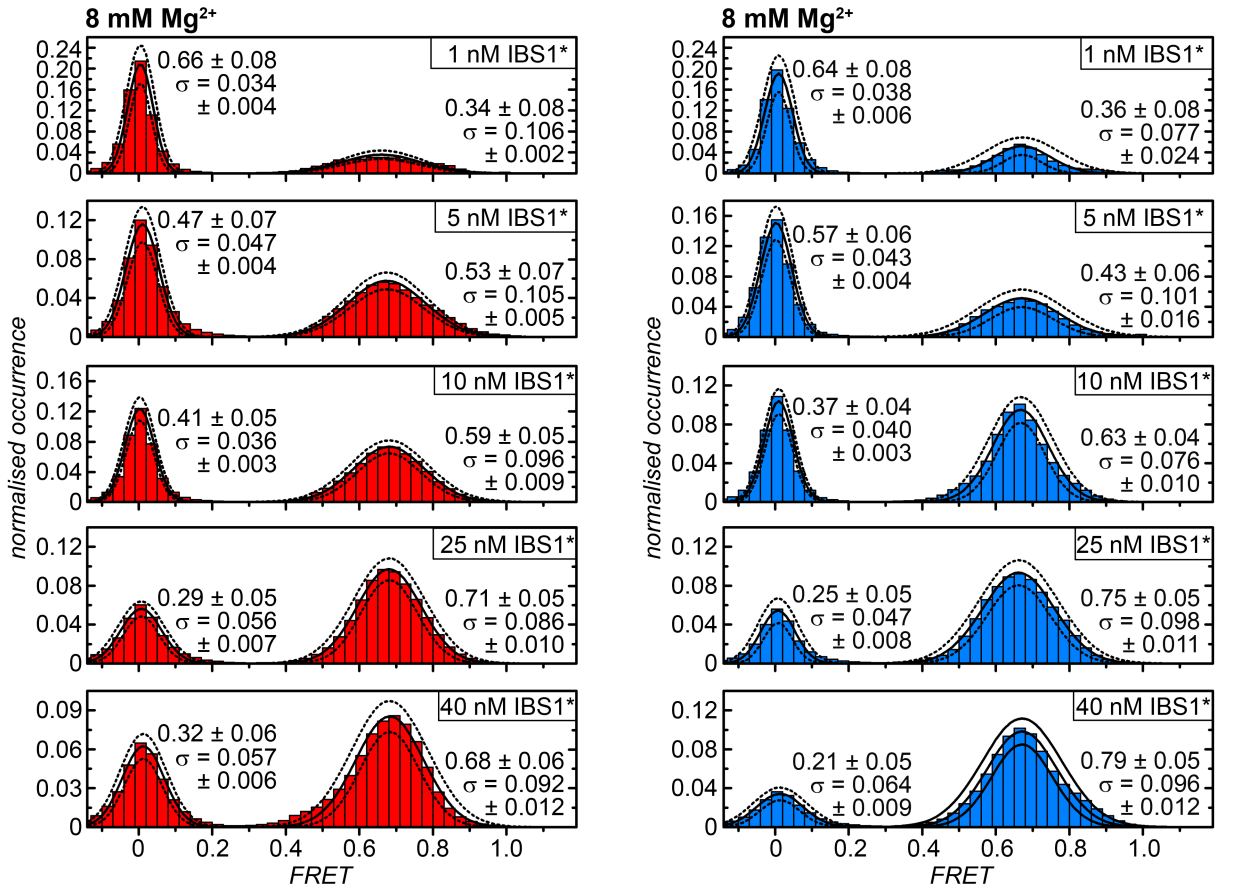 8 mM Mg²⁺
1 nM IBS1*
0.24
0.20
0.16
0.12
0.08
0.04
0
0.66 ± 0.08
σ = 0.034
± 0.004
0.34 ± 0.08
σ = 0.106
± 0.002
5 nM IBS1*
0.12
0.08
0.04
0
0.47 ± 0.07
σ = 0.047
± 0.004
0.53 ± 0.07
σ = 0.105
± 0.005
10 nM IBS1*
0.16
0.12
0.08
0.04
0
0.41 ± 0.05
σ = 0.036
± 0.003
0.59 ± 0.05
σ = 0.096
± 0.009
25 nM IBS1*
0.12
0.08
0.04
0
0.29 ± 0.05
σ = 0.056
± 0.007
0.71 ± 0.05
σ = 0.086
± 0.010
40 nM IBS1*
0.09
0.06
0.03
0
0.32 ± 0.06
σ = 0.057
± 0.006
0.68 ± 0.06
σ = 0.092
± 0.012
0 0.2 0.4 0.6 0.8 1.0
FRET
normalised occurrence
8 mM Mg²⁺
1 nM IBS1*
0.24
0.20
0.16
0.12
0.08
0.04
0
0.64 ± 0.08
σ = 0.038
± 0.006
0.36 ± 0.08
σ = 0.077
± 0.024
5 nM IBS1*
0.16
0.12
0.08
0.04
0
0.57 ± 0.06
σ = 0.043
± 0.004
0.43 ± 0.06
σ = 0.101
± 0.016
10 nM IBS1*
0.12
0.08
0.04
0
0.37 ± 0.04
σ = 0.040
± 0.003
0.63 ± 0.04
σ = 0.076
± 0.010
25 nM IBS1*
0.12
0.08
0.04
0
0.25 ± 0.05
σ = 0.047
± 0.008
0.75 ± 0.05
σ = 0.098
± 0.011
40 nM IBS1*
0.12
0.08
0.04
0
0.21 ± 0.05
σ = 0.064
± 0.009
0.79 ± 0.05
σ = 0.096
± 0.012
0 0.2 0.4 0.6 0.8 1.0
FRET
normalised occurrence